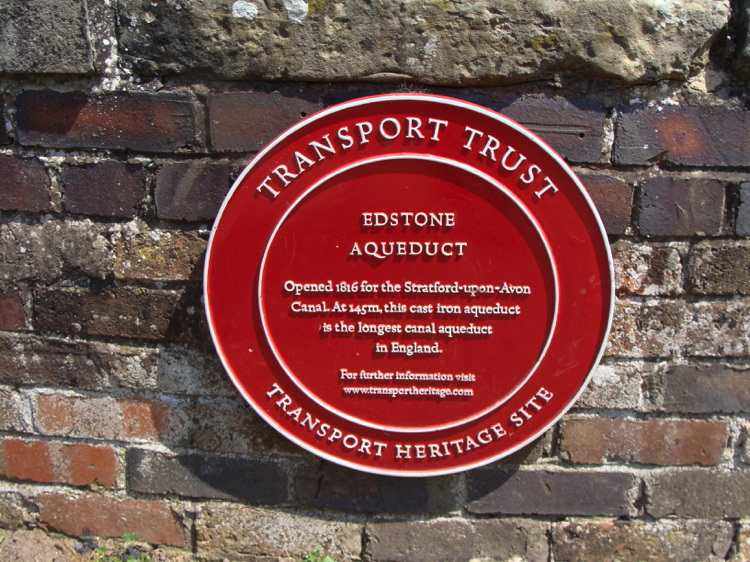 TRANSPORT TRUST
EDSTONE
AQUEDUCT
Opened 1816 for the Stratford-upon-Avon
Canal. At 145m, this cast iron aqueduct
is the longest canal aqueduct
in England.
For further information visit
www.transportheritage.com
TRANSPORT HERITAGE SITE